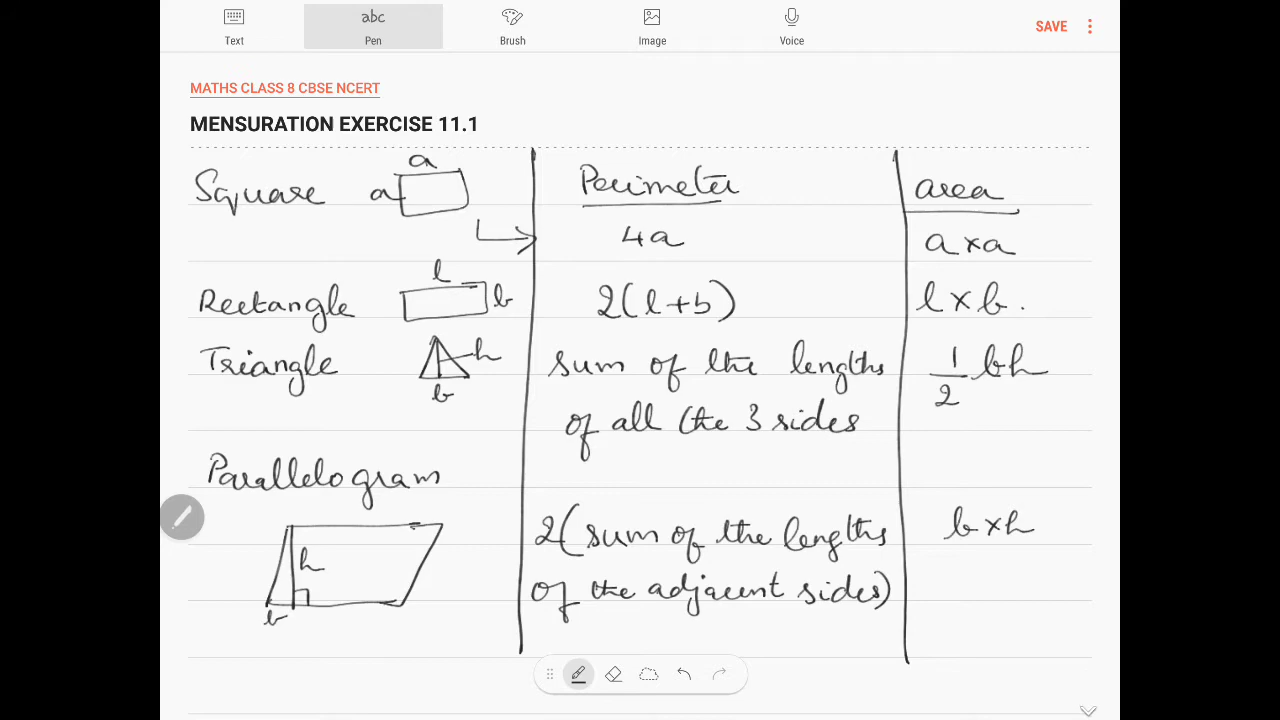 Text
abc
Pen
Brush
Image
Voice
SAVE
MATHS CLASS 8 CBSE NCERT
MENSURATION EXERCISE 11.1
a
Square a Perimeter area
4a a×a
l
Rectangle b 2(l+b) l×b.
Triangle h sum of the lengths 1/2 bh
b
of all the 3 sides
Parallelogram
2(sum of the lengths b×h
h
of the adjacent sides)
b